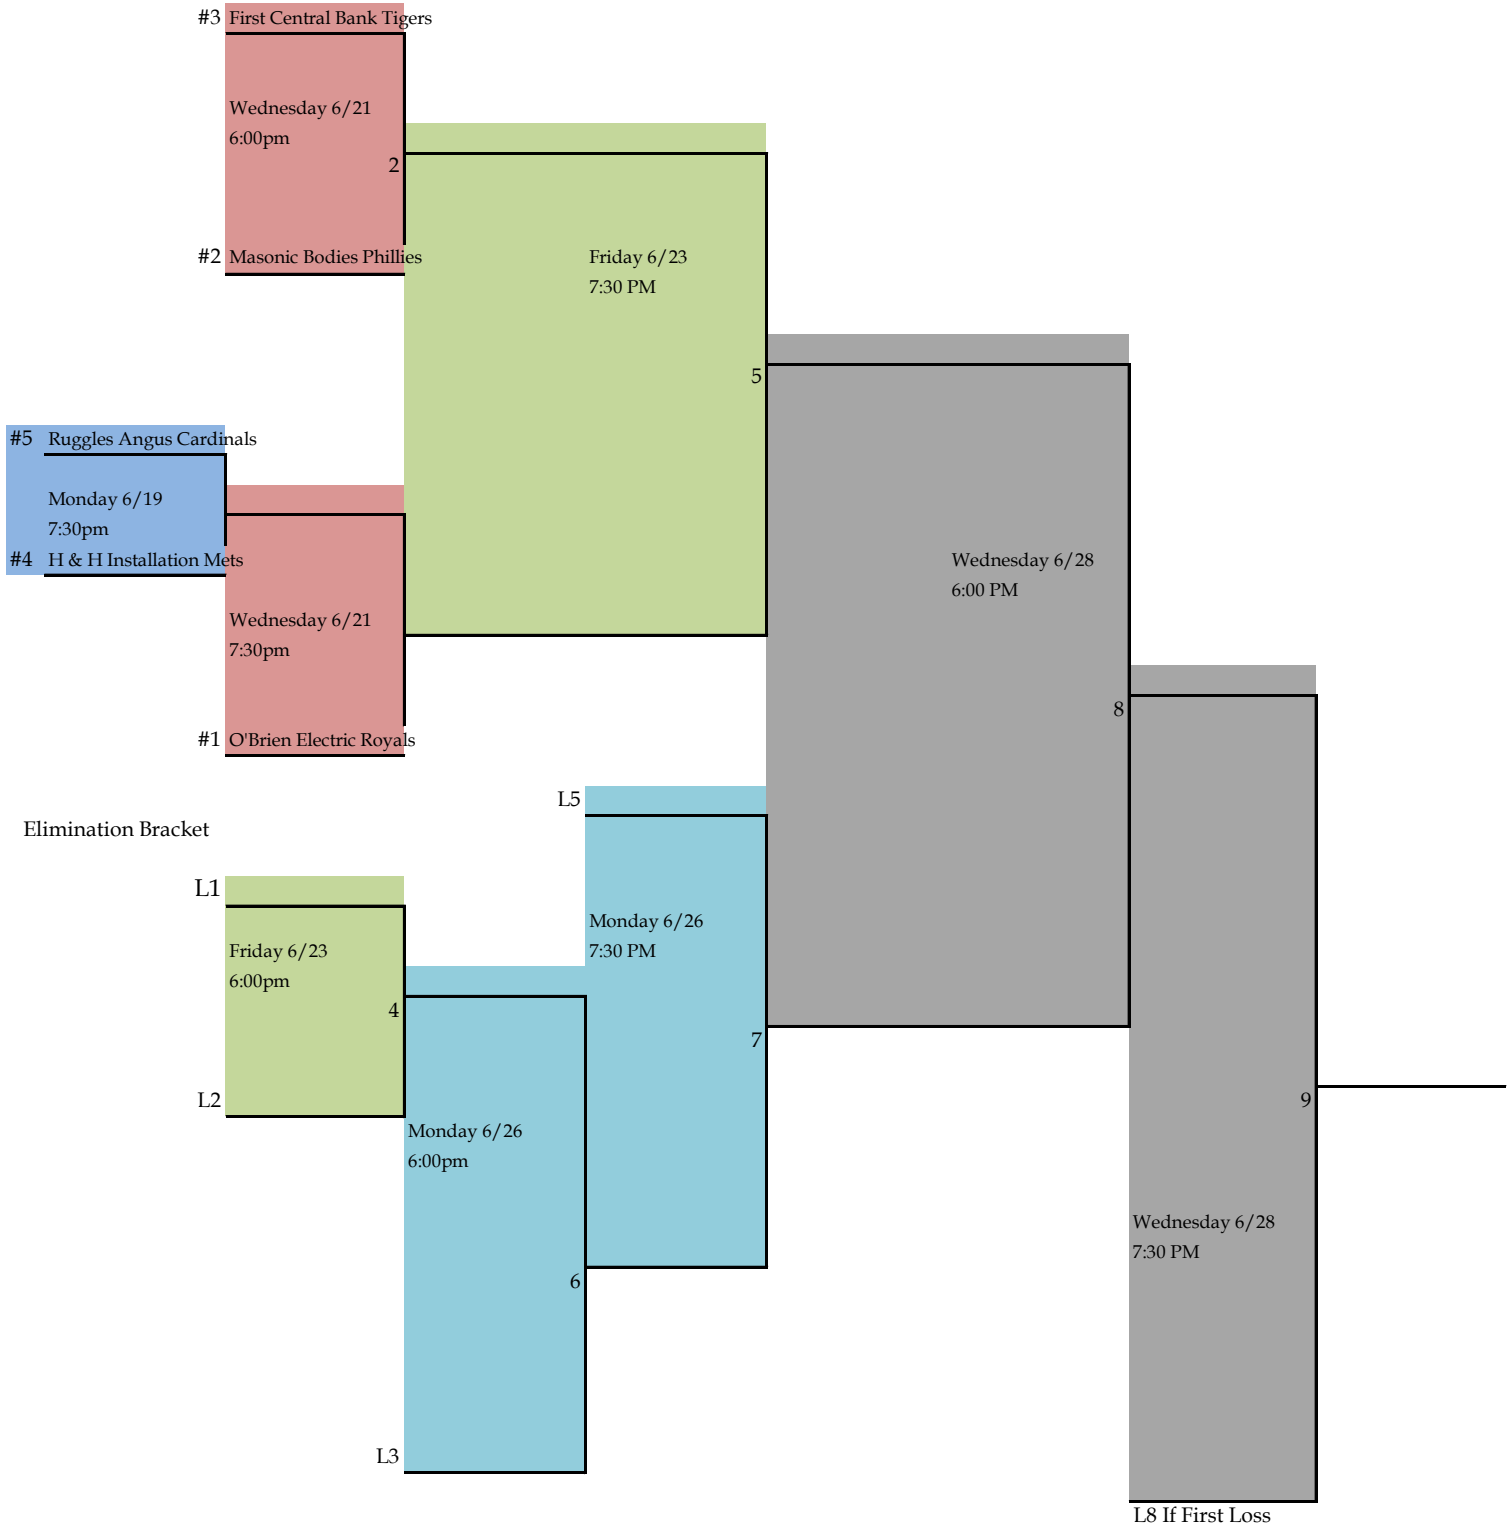 #3 First Central Bank Tigers
Wednesday 6/21
6:00pm
2
#2 Masonic Bodies Phillies
Friday 6/23
7:30 PM
5
#5 Ruggles Angus Cardinals
Monday 6/19
7:30pm
#4 H & H Installation Mets
Wednesday 6/21
7:30pm
#1 O'Brien Electric Royals
Wednesday 6/28
6:00 PM
8
L5
Elimination Bracket
L1
Friday 6/23
6:00pm
4
L2
Monday 6/26
7:30 PM
7
Monday 6/26
6:00pm
6
L3
9
Wednesday 6/28
7:30 PM
L8 If First Loss